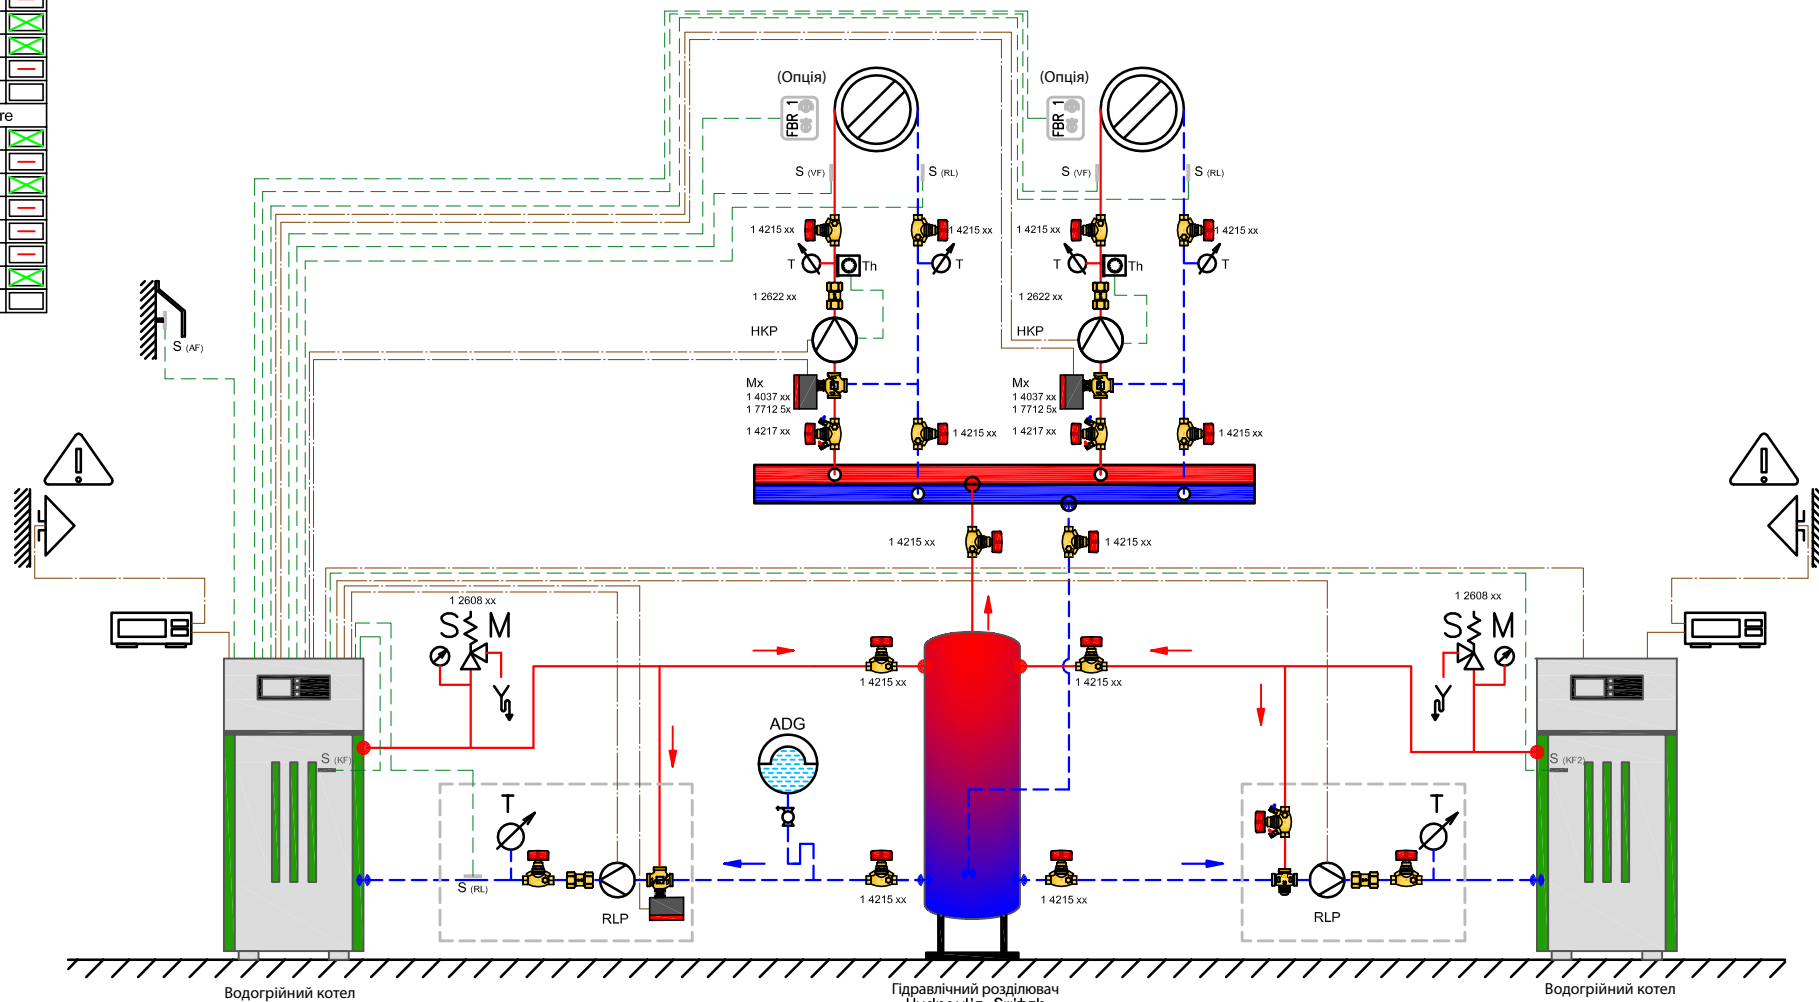 re
(Опція)
(Опція)
FBR 1
FBR 1
S (VF)
S (RL)
S (VF)
S (RL)
1 4215 xx
1 4215 xx
1 4215 xx
1 4215 xx
T
Th
T
T
Th
T
1 2622 xx
1 2622 xx
HKP
HKP
S (AF)
Mx
1 4037 xx
1 7712 5x
Mx
1 4037 xx
1 7712 5x
1 4217 xx
1 4215 xx
1 4217 xx
1 4215 xx
1 4215 xx
1 4215 xx
1 2608 xx
S M
1 2608 xx
S M
1 4215 xx
1 4215 xx
ADG
S (KF)
S (KF2)
T
T
S (RL)
RLP
1 4215 xx
1 4215 xx
RLP
Водогрійний котел
Гідравлічний розділювач
Водогрійний котел